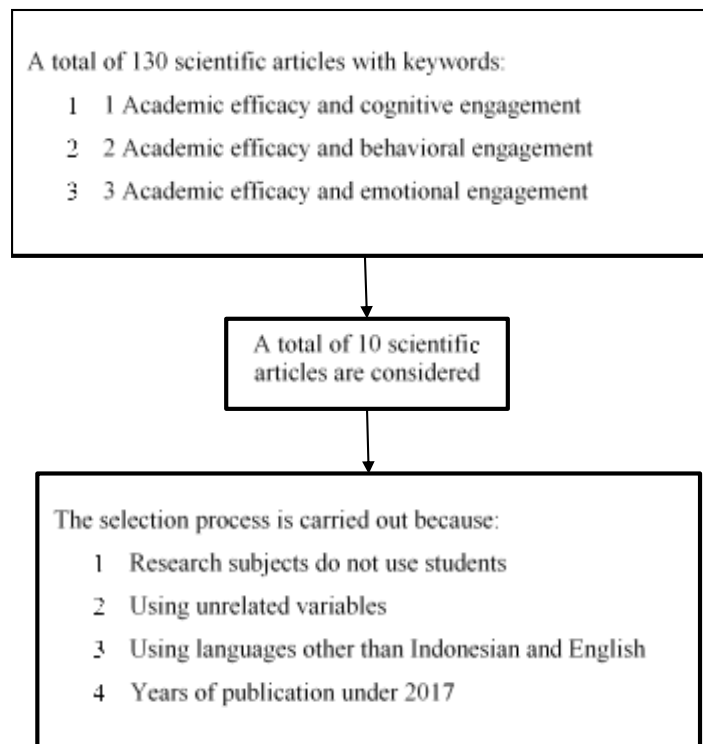 A total of 130 scientific articles with keywords:
1 1 Academic efficacy and cognitive engagement
2 2 Academic efficacy and behavioral engagement
3 3 Academic efficacy and emotional engagement
A total of 10 scientific
articles are considered
The selection process is carried out because:
1 Research subjects do not use students
2 Using unrelated variables
3 Using languages other than Indonesian and English
4 Years of publication under 2017